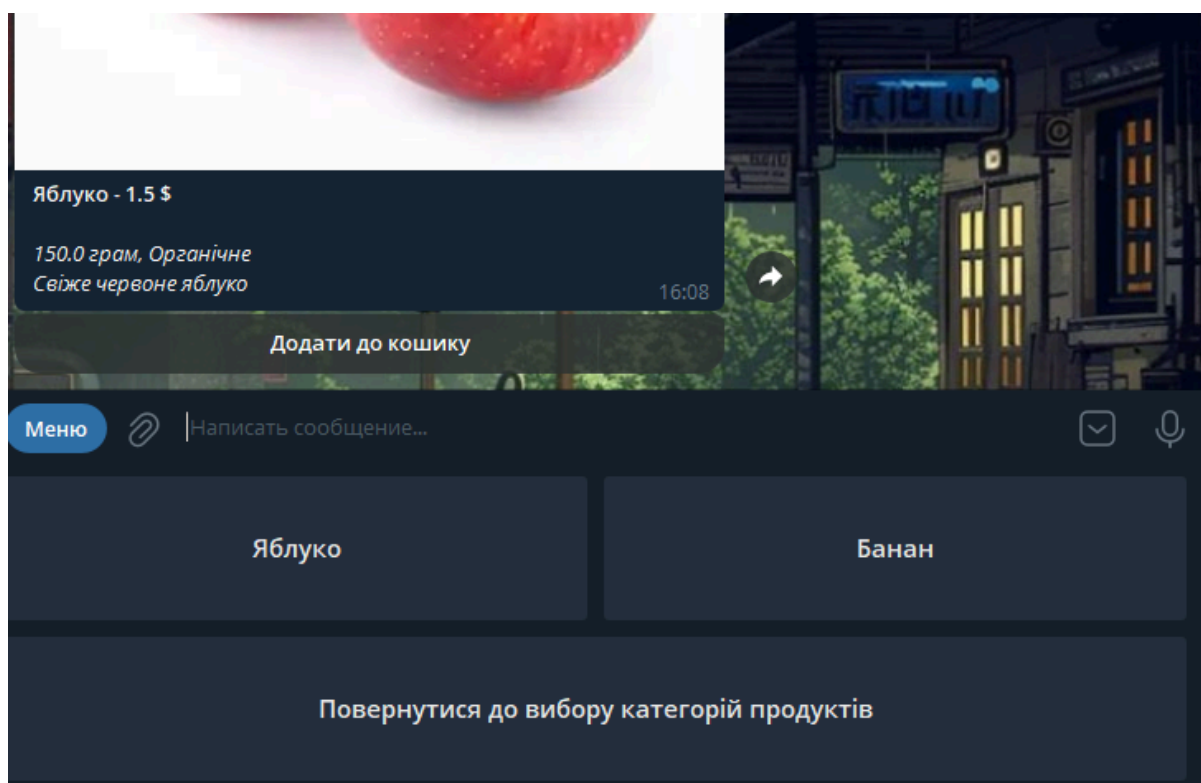 Яблуко - 1.5 $
150.0 грам, Органічне
Свіже червоне яблуко
16:08
Додати до кошику
Меню
Написать сообщение...
Яблуко
Банан
Повернутися до вибору категорій продуктів